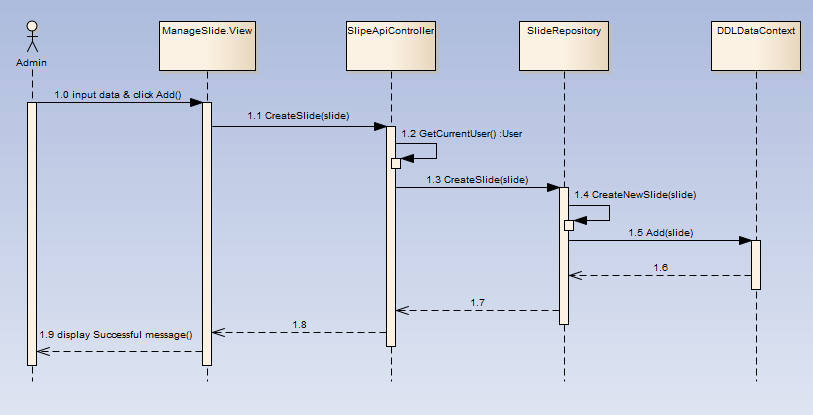 ManageSlide.View
SlipeApiController
SlideRepository
DDLDataContext
Admin
1.0 input data & click Add()
1.1 CreateSlide(slide)
1.2 GetCurrentUser() :User
1.3 CreateSlide(slide)
1.4 CreateNewSlide(slide)
1.5 Add(slide)
1.6
1.7
1.8
1.9 display Successful message()